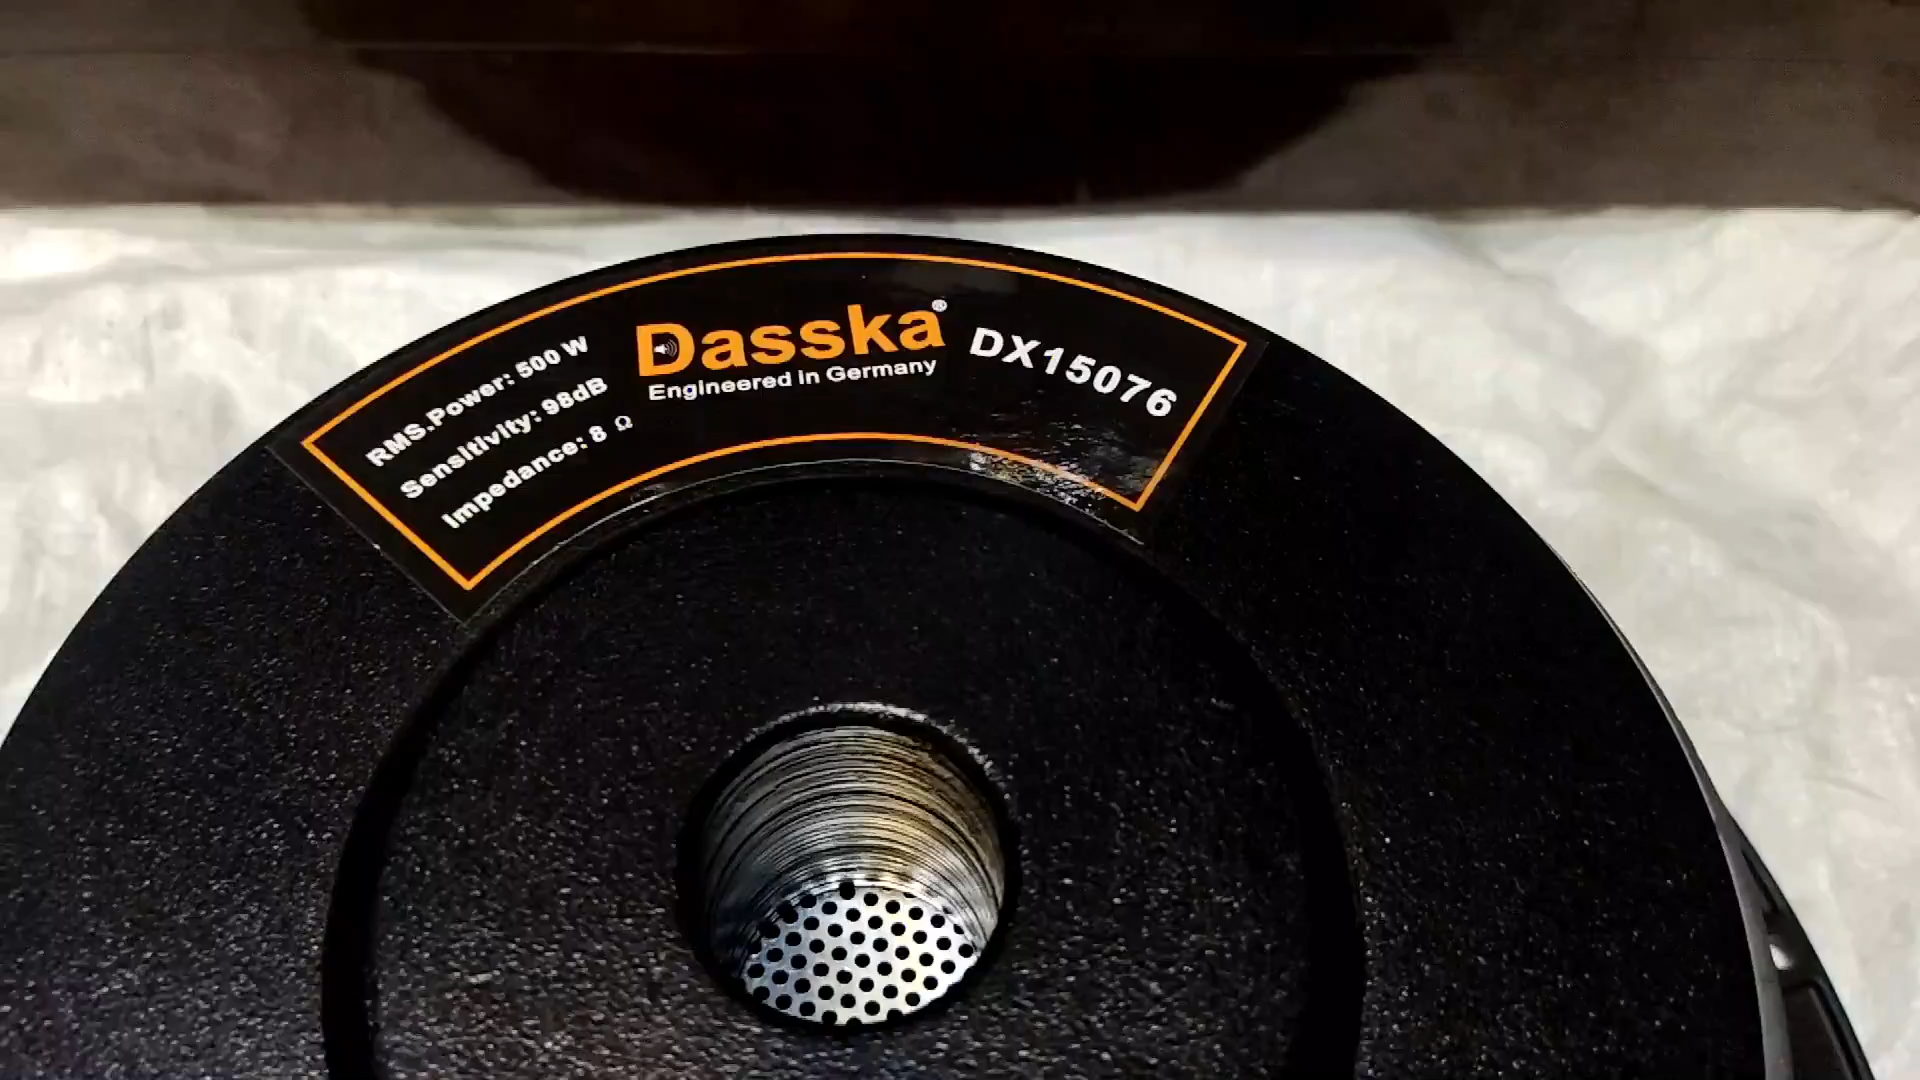 RMS.Power: 500 W
Sensitivity: 98dB
Impedance: 8 Ω
Dasska®
Engineered in Germany
DX15076